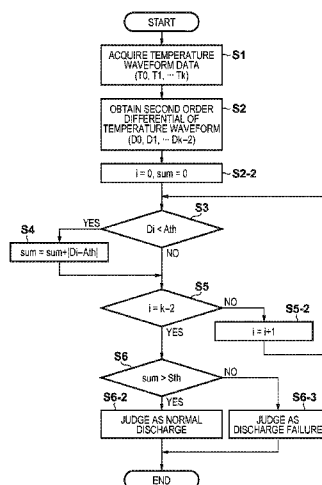 START
S1
ACQUIRE TEMPERATURE
WAVEFORM DATA
(T0, T1, ··· Tk)
S2
OBTAIN SECOND ORDER
DIFFERENTIAL OF
TEMPERATURE WAVEFORM
(D0, D1, ··· Dk−2)
i = 0, sum = 0
S2-2
S3
S4
YES
Di < Ath
sum = sum+|Di−Ath|
NO
S5
i = k−2
NO
S5-2
YES
i = i+1
S6
sum > Sth
NO
YES
S6-2
S6-3
JUDGE AS NORMAL
DISCHARGE
JUDGE AS
DISCHARGE FAILURE
END